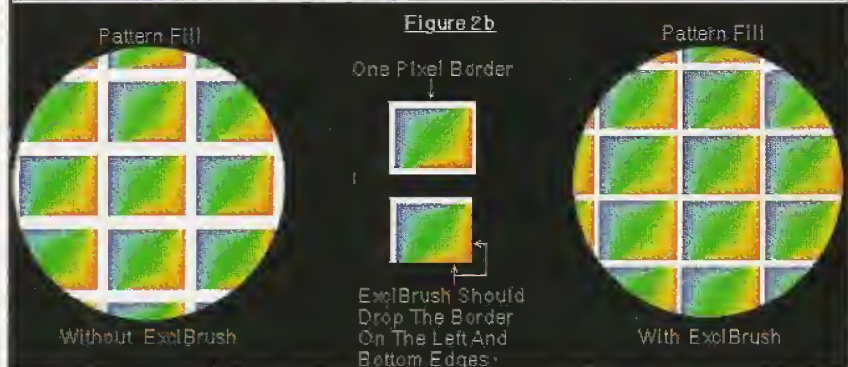 Figure 2b
Pattern Fill
One Pixel Border
Pattern Fill
ExclBrush Should
Drop The Border
On The Left And
Bottom Edges.
Without ExclBrush
With ExclBrush